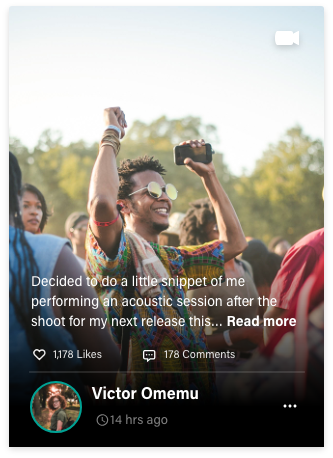 Decided to do a little snippet of me
performing an acoustic session after the
shoot for my next release this... Read more
1,178 Likes 178 Comments
Victor Omemu
14 hrs ago